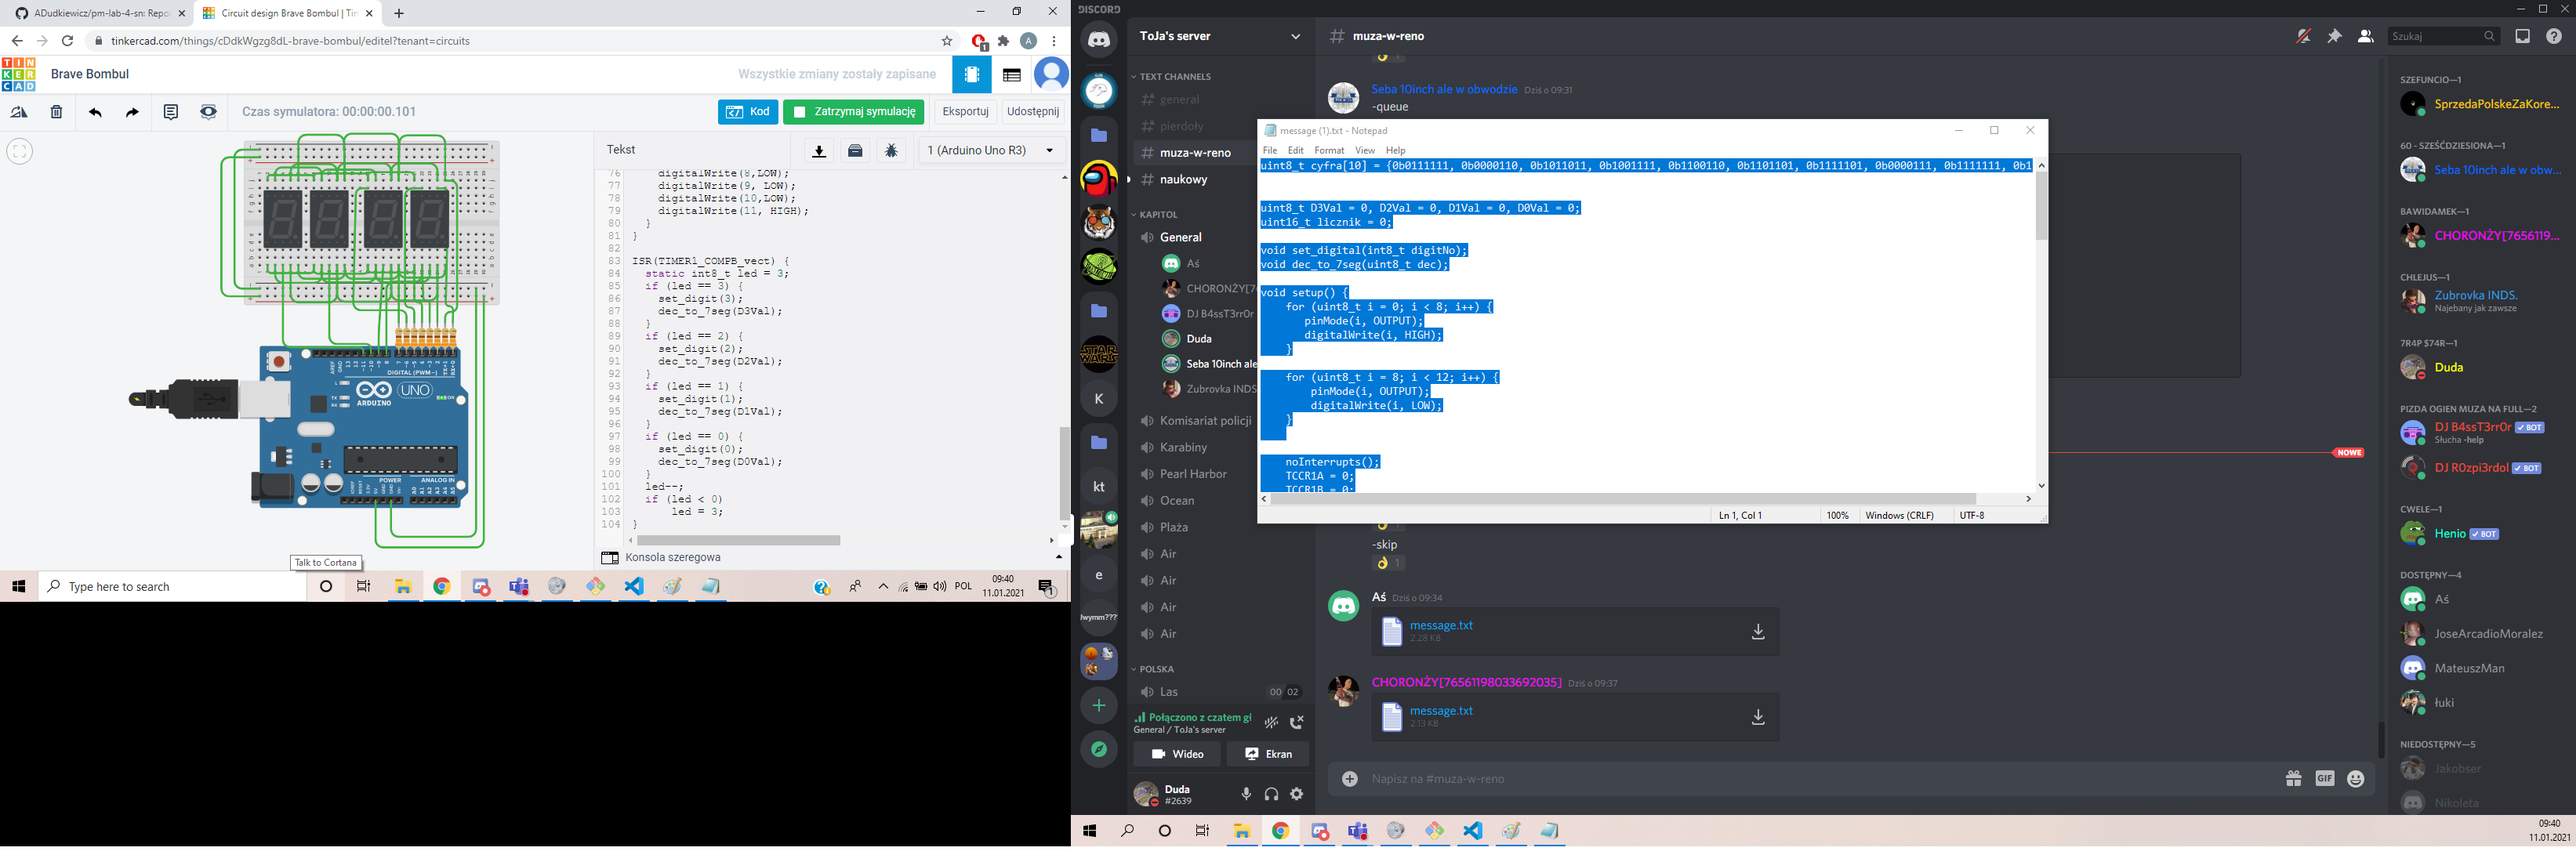 ADudkiewicz/pm-lab-4-sn: Repo
Circuit design Brave Bombul | Tin
tinkercad.com/things/cDdkWgzg8dL-brave-bombul/editel?tenant=circuits
TIN
KER
CAD
Brave Bombul
Wszystkie zmiany zostały zapisane
Czas symulatora: 00:00:00.101
Kod
Zatrzymaj symulację
Eksportuj
Udostępnij
Tekst
1 (Arduino Uno R3)
76 digitalWrite(8,LOW);
77 digitalWrite(9, LOW);
78 digitalWrite(10,LOW);
79 digitalWrite(11, HIGH);
80 }
81 }
82
83 ISR(TIMER1_COMPB_vect) {
84 static int8_t led = 3;
85 if (led == 3) {
86 set_digit(3);
87 dec_to_7seg(D3Val);
88 }
89 if (led == 2) {
90 set_digit(2);
91 dec_to_7seg(D2Val);
92 }
93 if (led == 1) {
94 set_digit(1);
95 dec_to_7seg(D1Val);
96 }
97 if (led == 0) {
98 set_digit(0);
99 dec_to_7seg(D0Val);
100 }
101 led--;
102 if (led < 0)
103 led = 3;
104 }
Konsola szeregowa
DIGITAL (PWM~)
UNO
ARDUINO
POWER
ANALOG IN
Talk to Cortana
Type here to search
POL
09:40
11.01.2021
DISCORD
ToJa's server
TEXT CHANNELS
general
pierdoły
muza-w-reno
naukowy
KAPITOL
General
Aś
CHORONŻY[76
DJ B4ssT3rr0r
Duda
Seba 10inch ale
Zubrovka INDS
Komisariat policji
Karabiny
Pearl Harbor
Ocean
Plaża
Air
Air
Air
Air
POLSKA
Las
00 02
Połączono z czatem gł
General / ToJa's server
Wideo
Ekran
Duda
#2639
STAR WARS
K
kt
e
Jwymm???
muza-w-reno
Szukaj
Seba 10inch ale w obwodzie Dziś o 09:31
-queue
message (1).txt - Notepad
File Edit Format View Help
uint8_t cyfra[10] = {0b0111111, 0b0000110, 0b1011011, 0b1001111, 0b1100110, 0b1101101, 0b1111101, 0b0000111, 0b1111111, 0b1
uint8_t D3Val = 0, D2Val = 0, D1Val = 0, D0Val = 0;
uint16_t licznik = 0;
void set_digital(int8_t digitNo);
void dec_to_7seg(uint8_t dec);
void setup() {
for (uint8_t i = 0; i < 8; i++) {
pinMode(i, OUTPUT);
digitalWrite(i, HIGH);
}
for (uint8_t i = 8; i < 12; i++) {
pinMode(i, OUTPUT);
digitalWrite(i, LOW);
}
noInterrupts();
TCCR1A = 0;
TCCR1B = 0;
Ln 1, Col 1
100%
Windows (CRLF)
UTF-8
NOWE
-skip
1
Aś Dziś o 09:34
message.txt
2.28 KB
CHORONŻY[76561198033692035] Dziś o 09:37
message.txt
2.13 KB
Napisz na #muza-w-reno
GIF
SZEFUNCIO—1
SprzedaPolskeZaKore...
60 - SZEŚĆDZIESIONA—1
Seba 10inch ale w obw...
BAWIDAMEK—1
CHORONŻY[7656119...
CHLEJUS—1
Zubrovka INDS.
Najebany jak zawsze
7R4P $74R—1
Duda
PIZDA OGIEN MUZA NA FULL—2
DJ B4ssT3rr0r BOT
Słucha -help
DJ R0zpi3rdol BOT
CWELE—1
Henio BOT
DOSTĘPNY—4
Aś
JoseArcadioMoralez
MateuszMan
łuki
NIEDOSTĘPNY—5
Jakobser
Nikoleta
09:40
11.01.2021